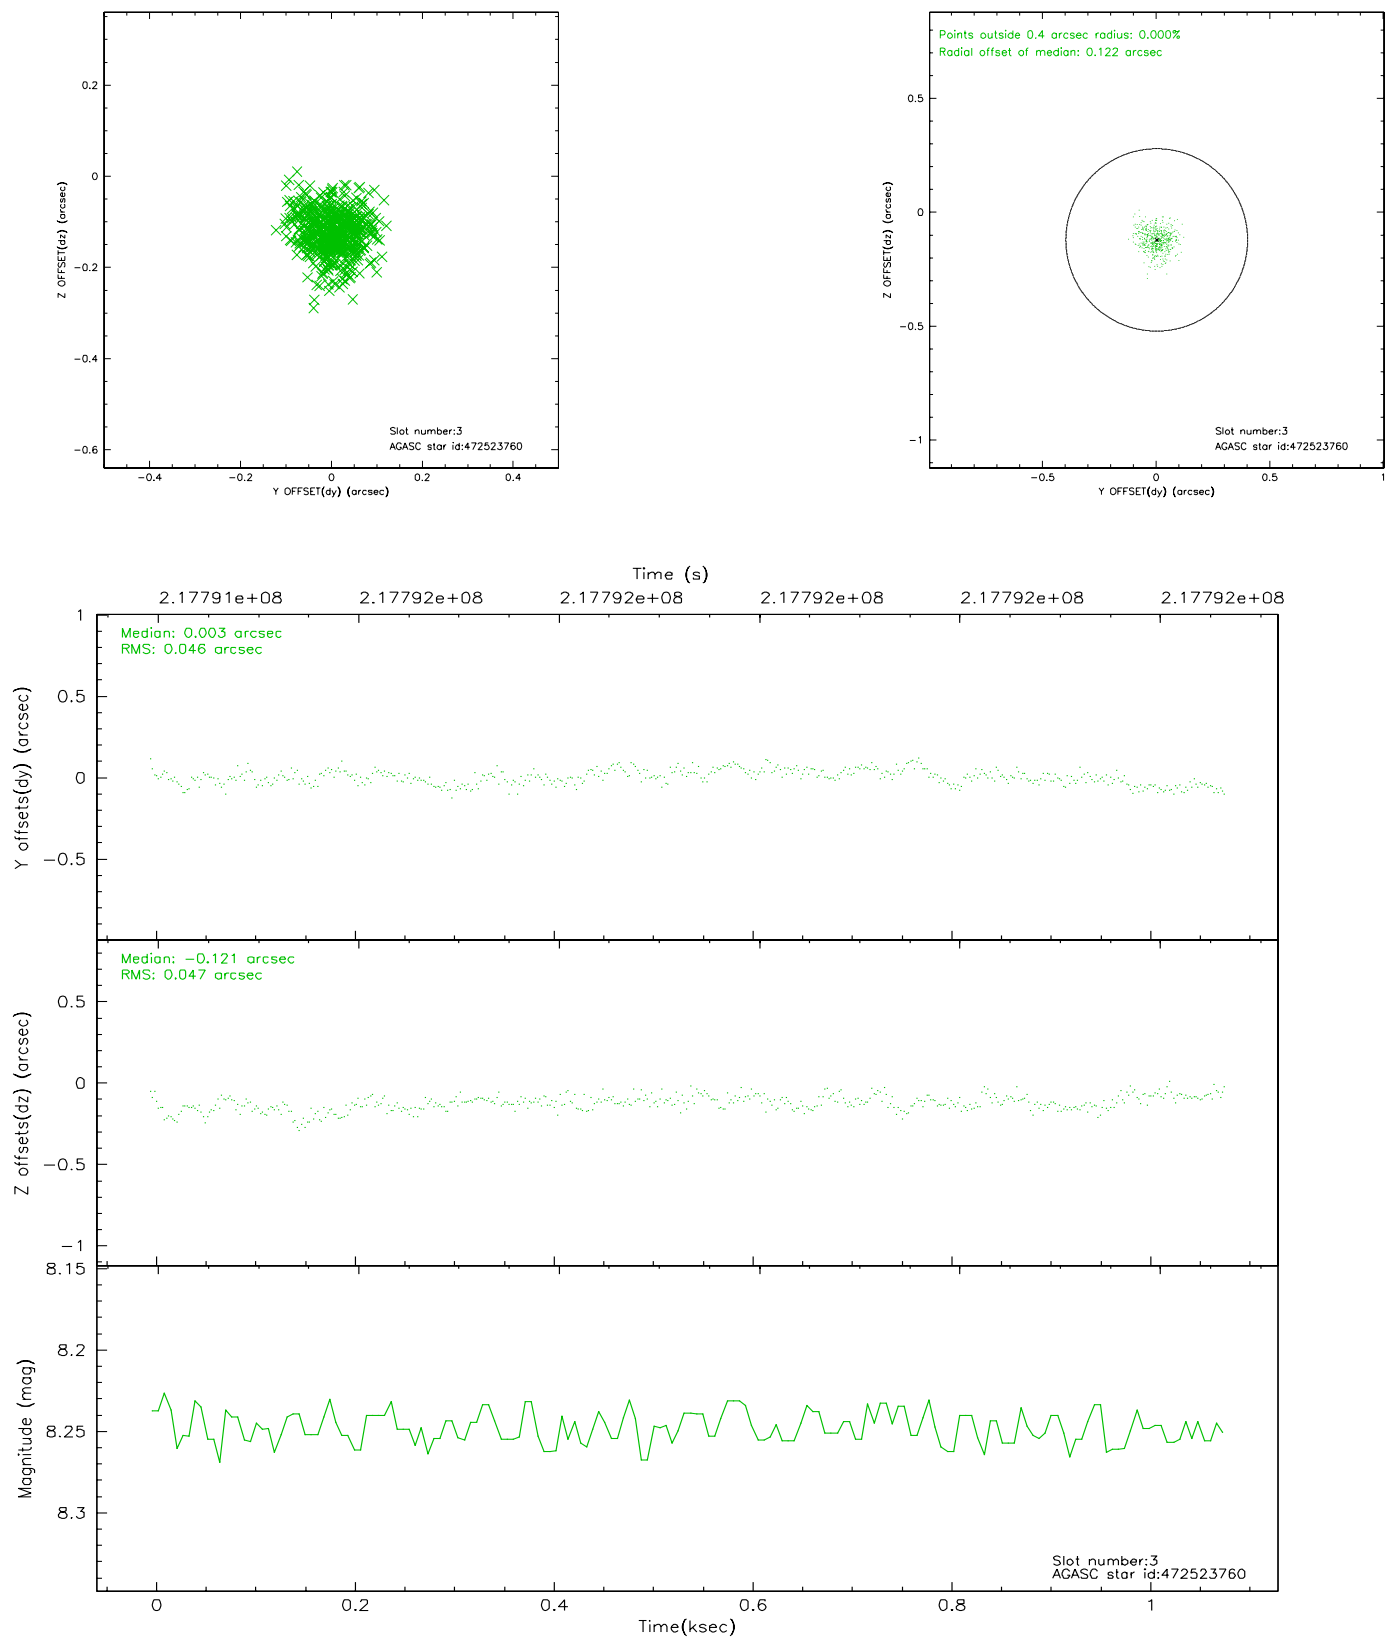 0.2
0
−0.2
−0.4
−0.6
Z OFFSET(dz) (arcsec)
Slot number:3
AGASC star id:472523760
−0.4 −0.2 0 0.2 0.4
Y OFFSET(dy) (arcsec)
Points outside 0.4 arcsec radius: 0.000%
Radial offset of median: 0.122 arcsec
0.5
0
−0.5
−1
Z OFFSET(dz) (arcsec)
Slot number:3
AGASC star id:472523760
−0.5 0 0.5 1
Y OFFSET(dy) (arcsec)
Time (s)
2.17791e+08 2.17792e+08 2.17792e+08 2.17792e+08 2.17792e+08 2.17792e+08
Median: 0.003 arcsec
RMS: 0.046 arcsec
1
0.5
0
−0.5
Y offsets(dy) (arcsec)
Median: −0.121 arcsec
RMS: 0.047 arcsec
0.5
0
−0.5
−1
Z offsets(dz) (arcsec)
8.15
8.2
8.25
8.3
Magnitude (mag)
Slot number:3
AGASC star id:472523760
0 0.2 0.4 0.6 0.8 1
Time(ksec)